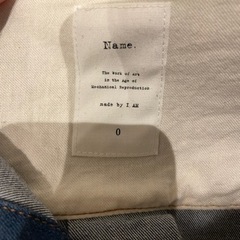 Name.
The Work of Art
in the Age of
Mechanical Reproduction
made by I AM
0